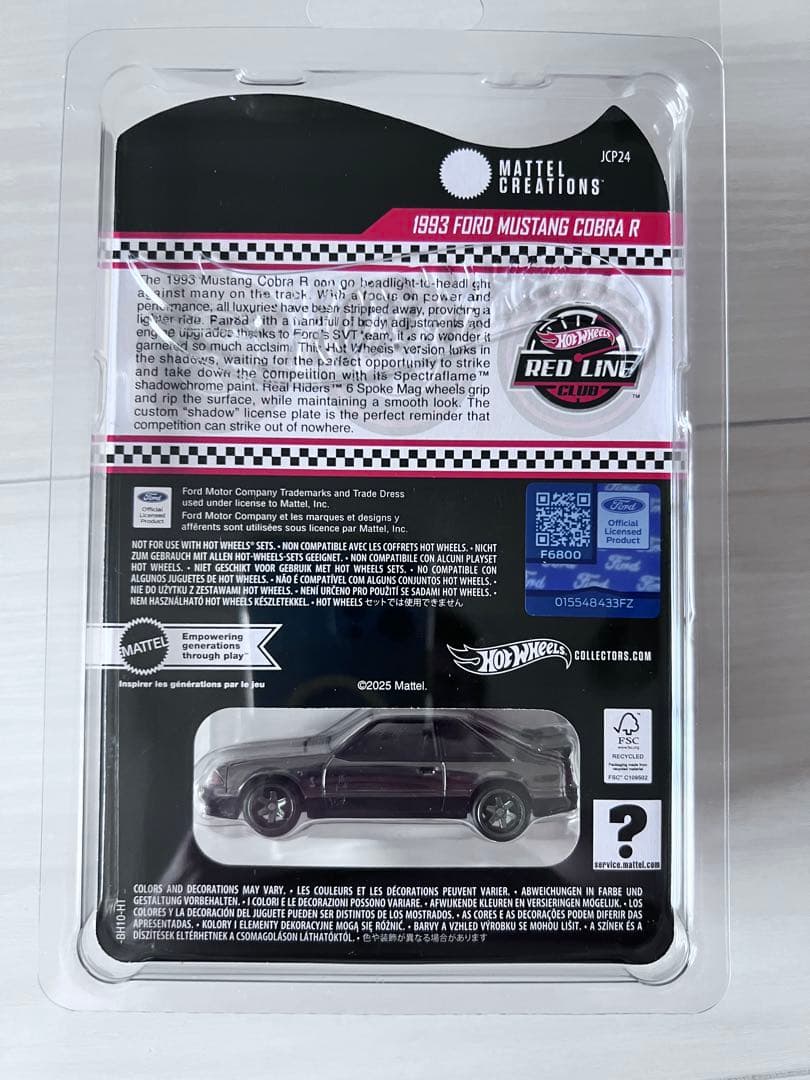 JCP24
MATTEL
CREATIONS
1993 FORD MUSTANG COBRA R
The 1993 Mustang Cobra R can go headlight-to-headlight
against many on the track. With a focus on power and
performance, all luxuries have been stripped away, providing a
lighter ride. Paired with a handful of body adjustments and
engine upgrades thanks to Ford's SVT team, it is no wonder it
garnered so much acclaim. This Hot Wheels™ version lurks in
the shadows, waiting for the perfect opportunity to strike
and take down the competition with its Spectraflame™
shadowchrome paint. Real Riders™ 6 Spoke Mag wheels grip
and rip the surface, while maintaining a smooth look. The
custom "shadow" license plate is the perfect reminder that
competition can strike out of nowhere.
HOT WHEELS
RED LINE
CLUB™
Ford
Official
Licensed
Product
Ford Motor Company Trademarks and Trade Dress
used under license to Mattel, Inc.
Ford Motor Company et les marques et designs y
afférents sont utilisées sous licence par Mattel, Inc.
NOT FOR USE WITH HOT WHEELS® SETS. • NON COMPATIBLE AVEC LES COFFRETS HOT WHEELS. • NICHT
ZUM GEBRAUCH MIT ALLEN HOT-WHEELS-SETS GEEIGNET. • NON COMPATIBILE CON ALCUNI PLAYSET
HOT WHEELS. • NIET GESCHIKT VOOR GEBRUIK MET HOT WHEELS SETS. • NO COMPATIBLE CON
ALGUNOS JUGUETES DE HOT WHEELS. • NÃO É COMPATÍVEL COM ALGUNS CONJUNTOS HOT WHEELS. •
NIE DO UŻYTKU Z ZESTAWAMI HOT WHEELS. • NENÍ URČENO PRO POUŽITÍ SE SADAMI HOT WHEELS. •
NEM HASZNÁLHATÓ HOT WHEELS KÉSZLETEKKEL. • HOT WHEELS セットでは使用できません
F6800
Ford
Official
Licensed
Product
015548433FZ
MATTEL
Empowering
generations
through play™
Inspirer les générations par le jeu
HOT WHEELS COLLECTORS.COM
©2025 Mattel.
FSC
www.fsc.org
RECYCLED
Packaging made from
recycled material
FSC® C109502
?
service.mattel.com
BH10-HT
COLORS AND DECORATIONS MAY VARY. • LES COULEURS ET LES DÉCORATIONS PEUVENT VARIER. • ABWEICHUNGEN IN FARBE UND
GESTALTUNG VORBEHALTEN. • I COLORI E LE DECORAZIONI POSSONO VARIARE. • AFWIJKENDE KLEUREN EN VERSIERINGEN MOGELIJK. • LOS
COLORES Y LA DECORACIÓN DEL JUGUETE PUEDEN SER DISTINTOS DE LOS MOSTRADOS. • AS CORES E AS DECORAÇÕES PODEM DIFERIR DAS
APRESENTADAS. • KOLORY I ELEMENTY DEKORACYJNE MOGĄ SIĘ RÓŻNIĆ. • BARVY A VZHLED VÝROBKU SE MOHOU LIŠIT. • A SZÍNEK ÉS A
DÍSZÍTÉSEK ELTÉRHETNEK A CSOMAGOLÁSON LÁTHATÓKTÓL. • 色や装飾が異なる場合があります